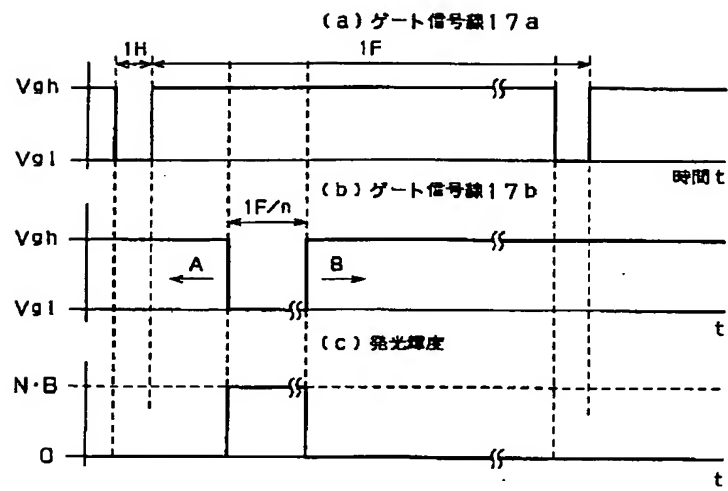 (a)ゲート信号線17a
1H
1F
Vgh
Vgl
時間t
(b)ゲート信号線17b
1F/n
Vgh
A
B
Vgl
t
(c)発光輝度
N·B
0
t